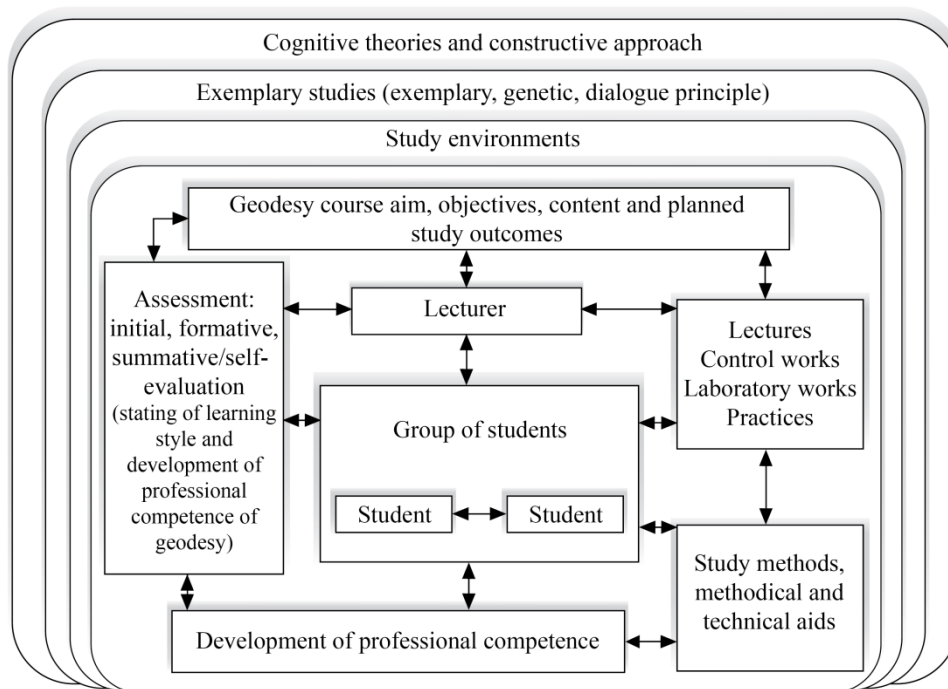 Cognitive theories and constructive approach
Exemplary studies (exemplary, genetic, dialogue principle)
Study environments
Geodesy course aim, objectives, content and planned
study outcomes
Assessment:
initial, formative,
summative/self-
evaluation
(stating of learning
style and
development of
professional
competence of
geodesy)
Lecturer
Lectures
Control works
Laboratory works
Practices
Group of students
Student
Student
Study methods,
methodical and
technical aids
Development of professional competence